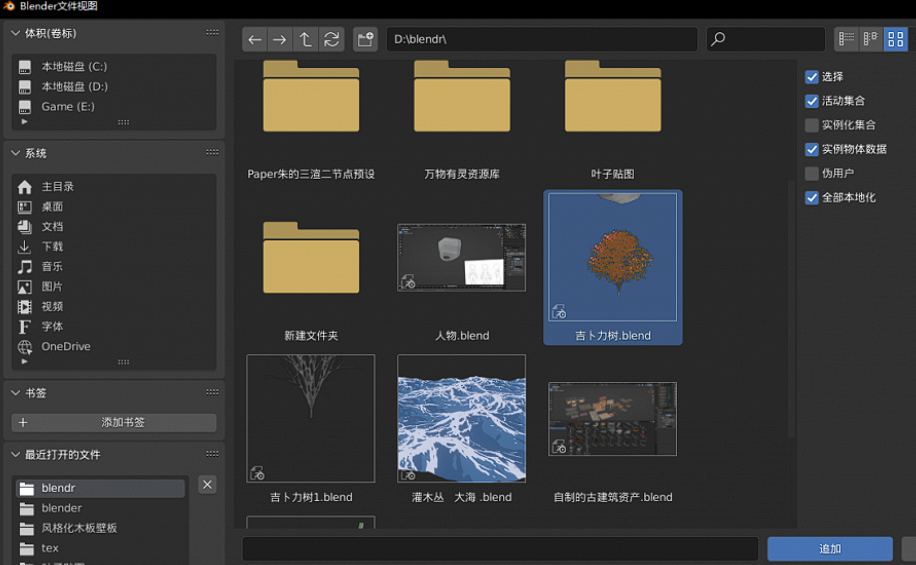 Blender文件视图
体积(卷标)
本地磁盘 (C:)
本地磁盘 (D:)
Game (E:)
系统
主目录
桌面
文档
下载
音乐
图片
视频
字体
OneDrive
书签
添加书签
最近打开的文件
blendr
blender
风格化木板壁板
tex
D:\blendr\
Paper朱的三渲二节点预设
万物有灵资源库
叶子贴图
新建文件夹
人物.blend
吉卜力树.blend
吉卜力树1.blend
灌木丛 大海 .blend
自制的古建筑资产.blend
选择
活动集合
实例化集合
实例物体数据
伪用户
全部本地化
追加